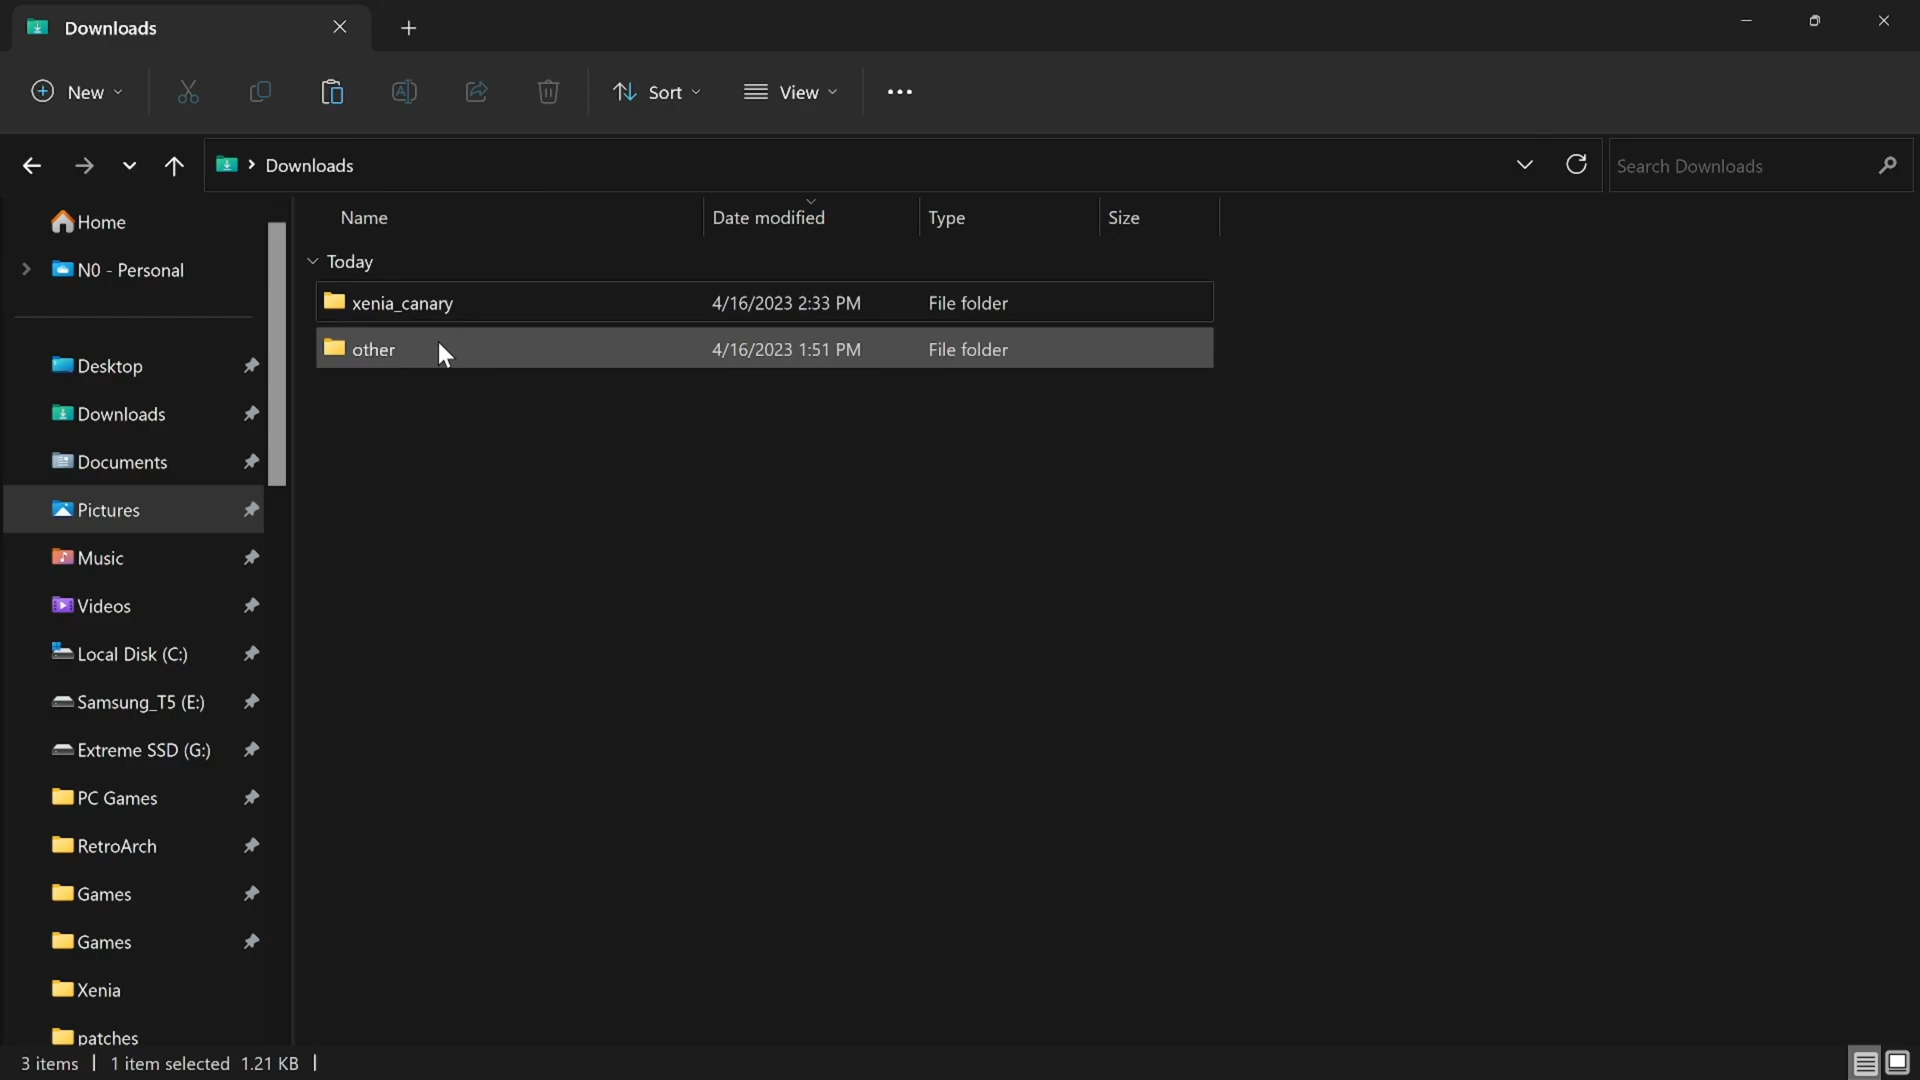 Downloads
New
Sort
View
Downloads
Search Downloads
Home
N0 - Personal
Desktop
Downloads
Documents
Pictures
Music
Videos
Local Disk (C:)
Samsung_T5 (E:)
Extreme SSD (G:)
PC Games
RetroArch
Games
Games
Xenia
patches
Name Date modified Type Size
Today
xenia_canary 4/16/2023 2:33 PM File folder
other 4/16/2023 1:51 PM File folder
3 items | 1 item selected 1.21 KB |